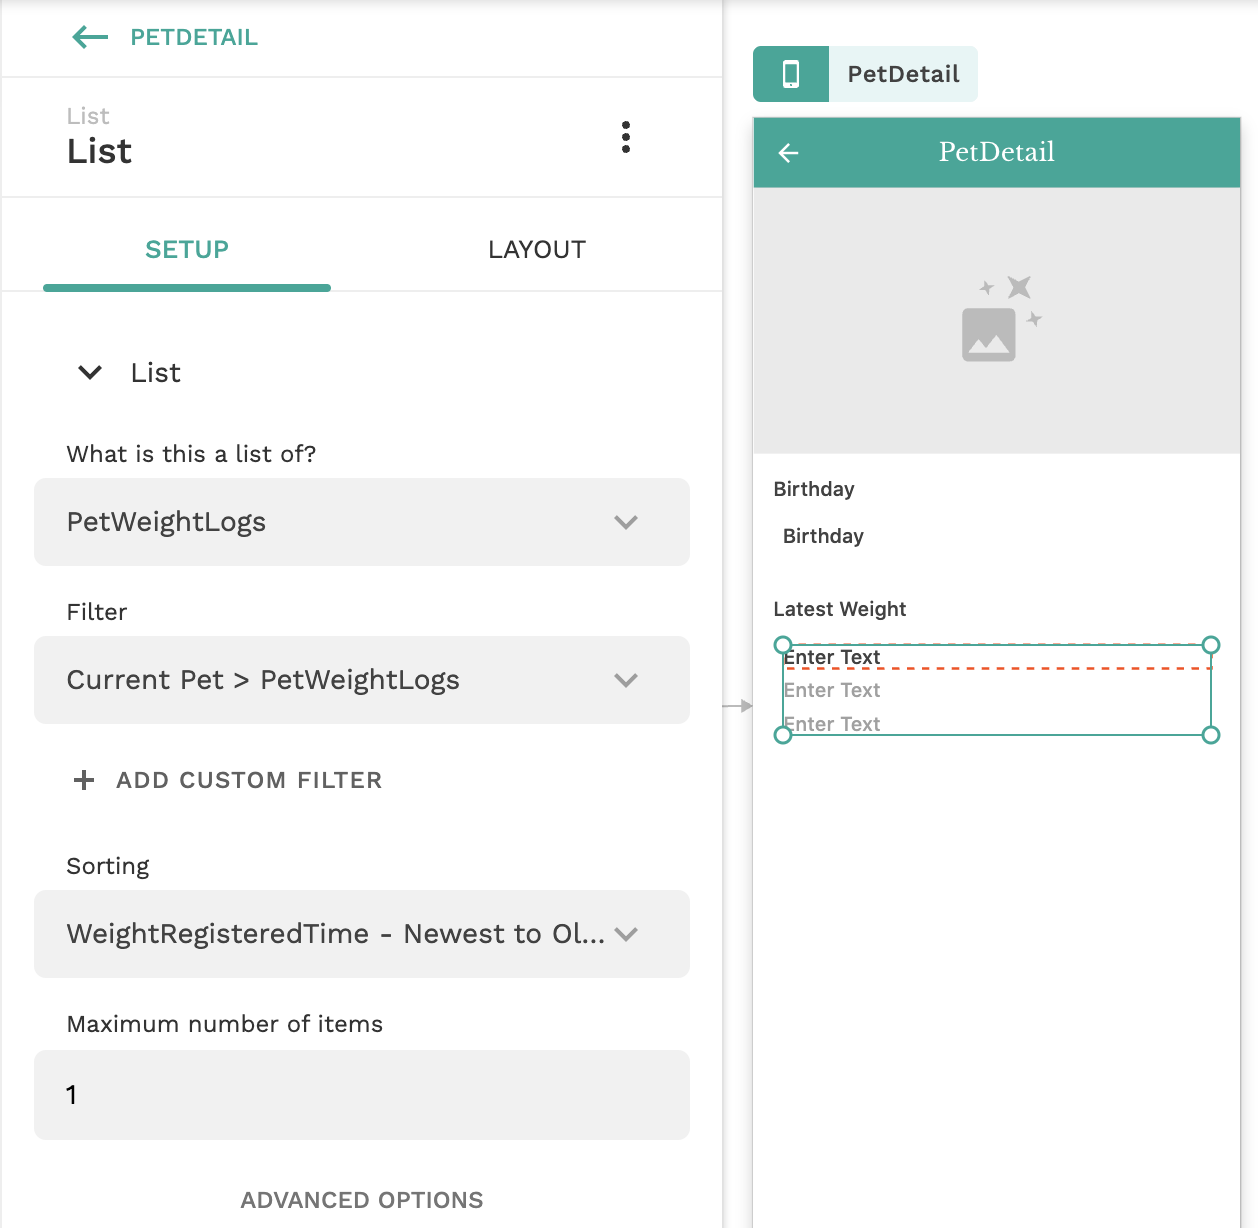 PETDETAIL
List
List
SETUP
LAYOUT
List
What is this a list of?
PetWeightLogs
Filter
Current Pet > PetWeightLogs
+ ADD CUSTOM FILTER
Sorting
WeightRegisteredTime - Newest to Ol...
Maximum number of items
1
ADVANCED OPTIONS
PetDetail
PetDetail
Birthday
Birthday
Latest Weight
Enter Text
Enter Text
Enter Text